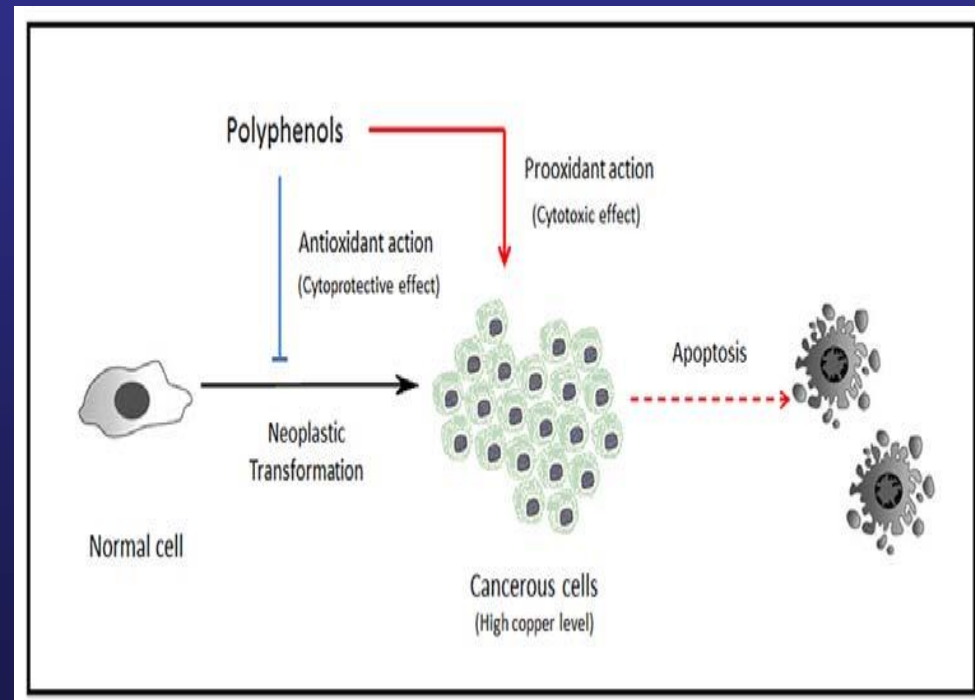 Polyphenols
Prooxidant action
(Cytotoxic effect)
Antioxidant action
(Cytoprotective effect)
Apoptosis
Neoplastic
Transformation
Normal cell
Cancerous cells
(High copper level)